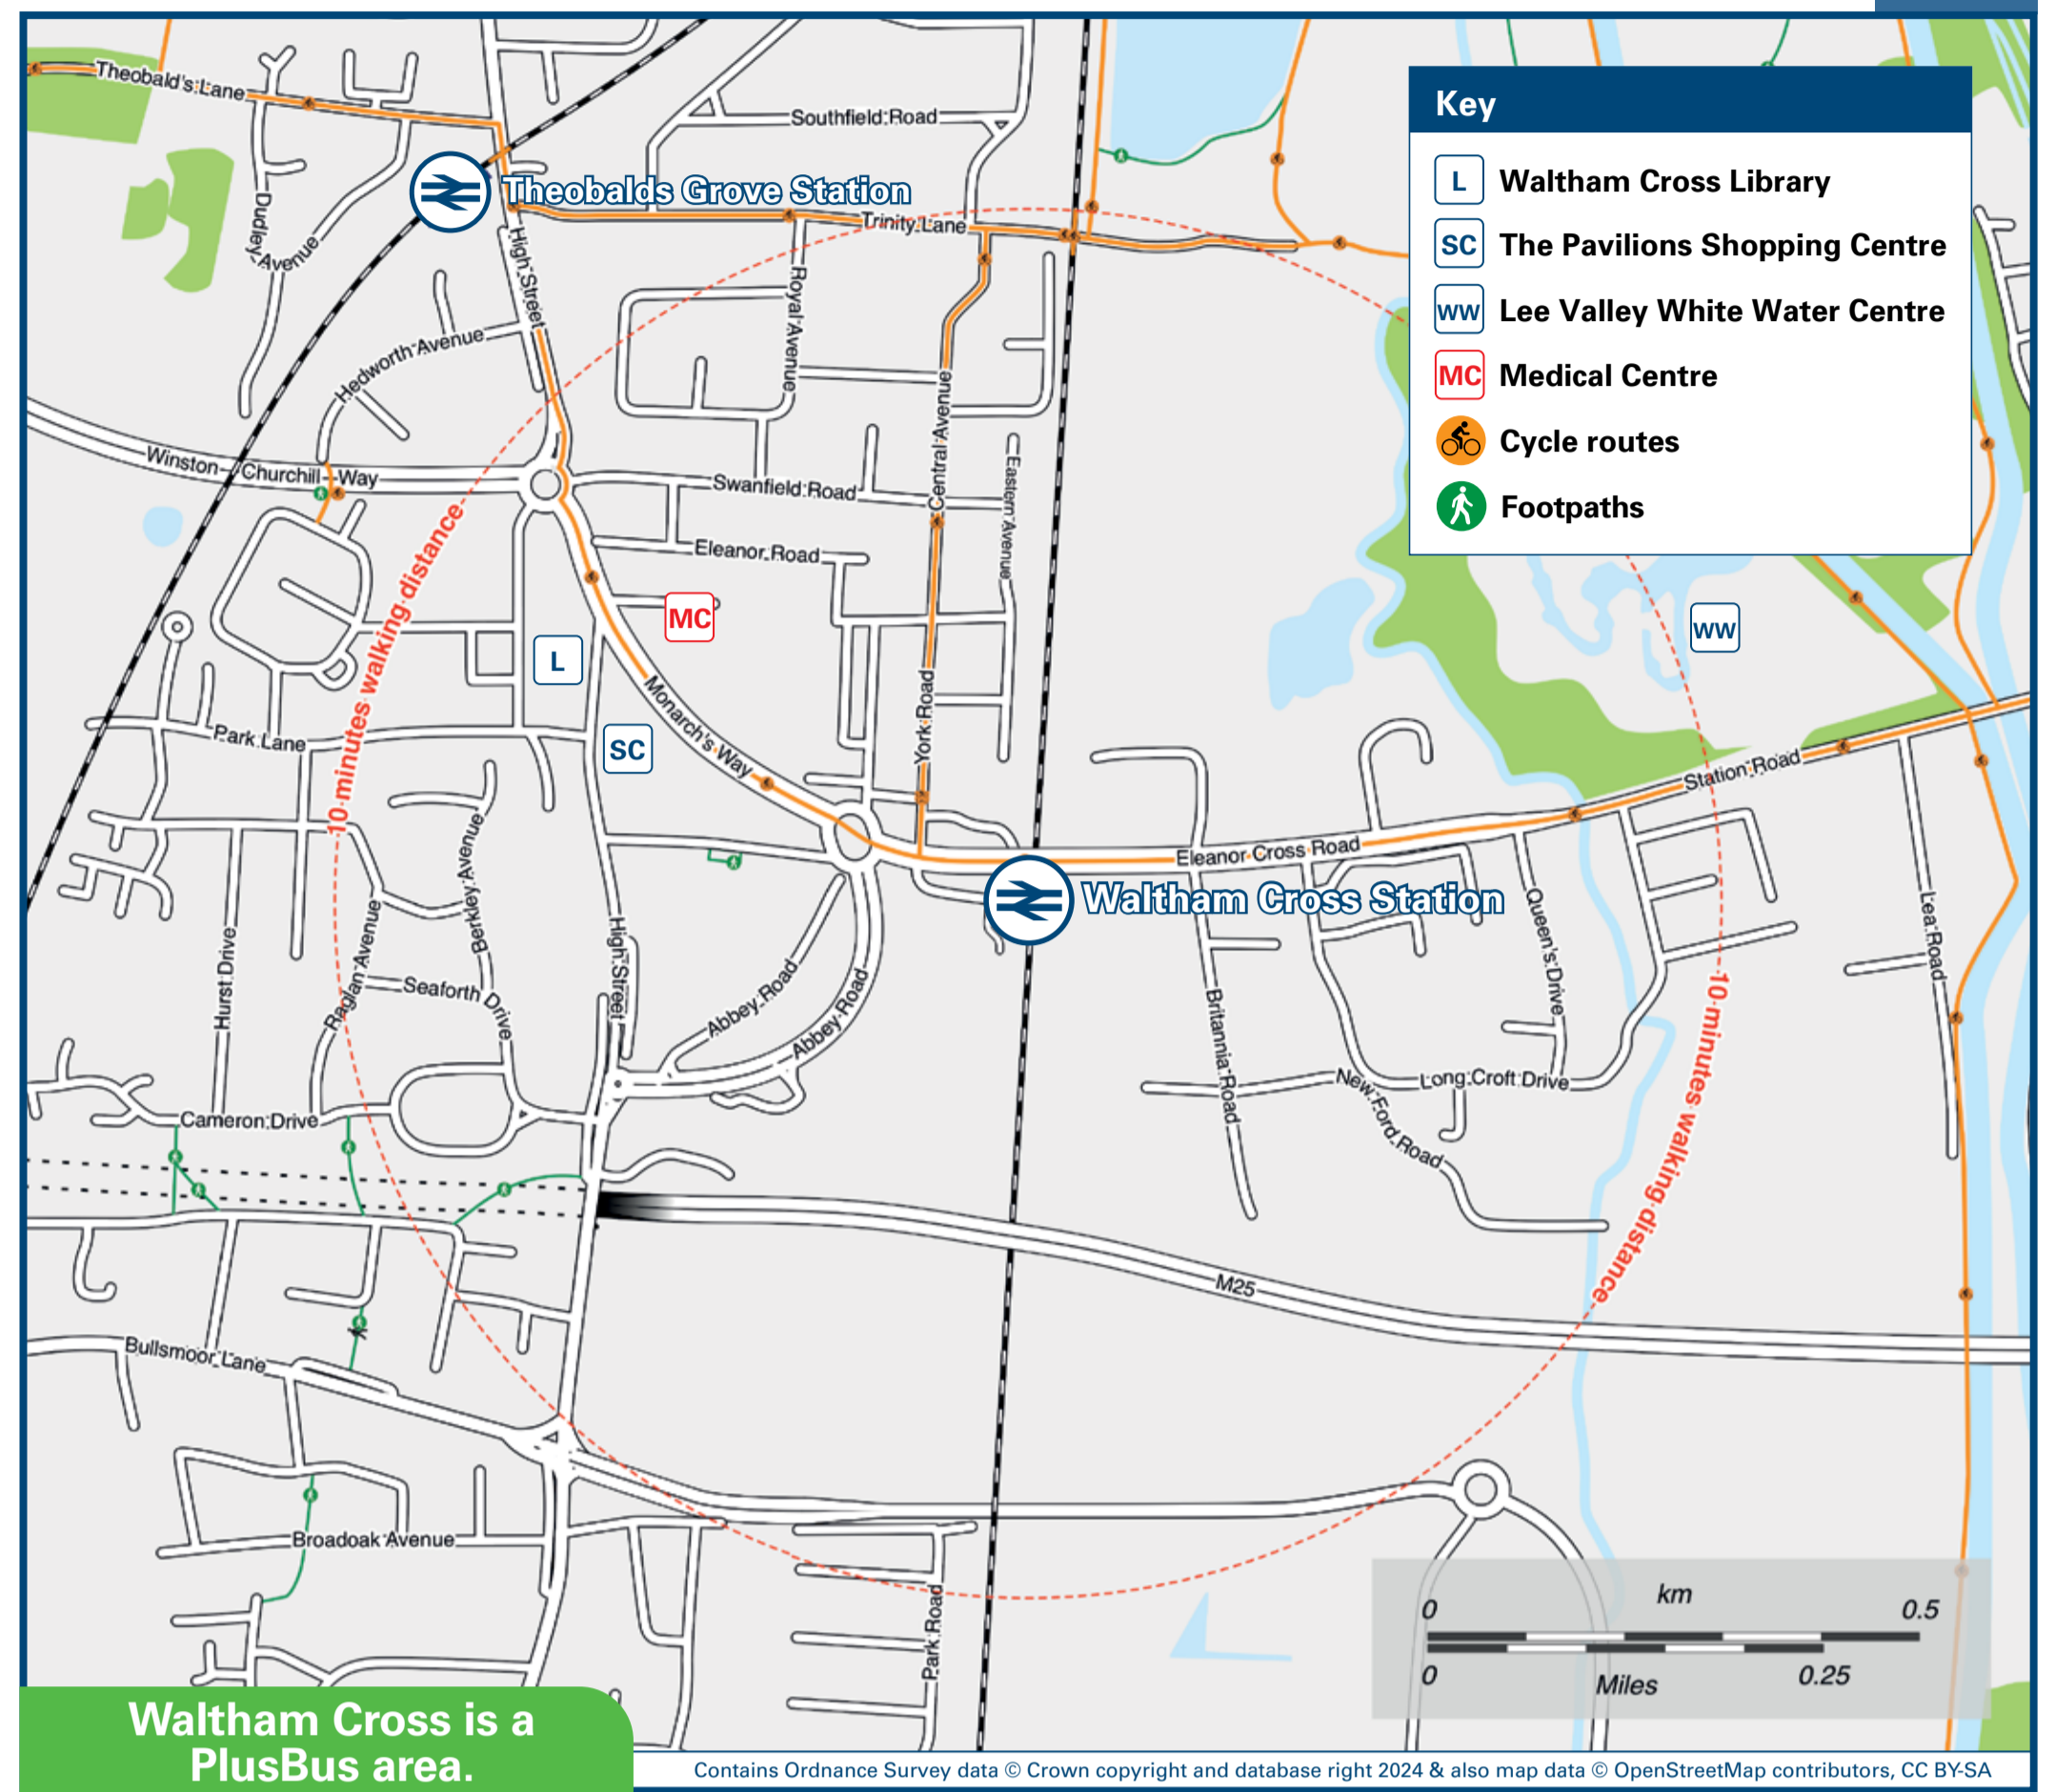 Key
L Waltham Cross Library
SC The Pavilions Shopping Centre
WW Lee Valley White Water Centre
MC Medical Centre
Cycle routes
Footpaths
Theobald's Lane
Southfield Road
Theobalds Grove Station
Trinity Lane
Dudley Avenue
High Street
Royal Avenue
Hedworth Avenue
Central Avenue
Winston Churchill Way
Swanfield Road
Eastern Avenue
Eleanor Road
10 minutes walking distance
MC
L
WW
SC
Monarch's Way
York Road
Park Lane
Station Road
Eleanor Cross Road
Waltham Cross Station
Berkley Avenue
Raglan Avenue
Hurst Drive
Seaforth Drive
High Street
Abbey Road
Abbey Road
Queen's Drive
Lea Road
Britannia Road
Long Croft Drive
New Ford Road
10 minutes walking distance
Cameron Drive
M25
Bullsmoor Lane
Broadoak Avenue
Park Road
km
0 0.5
0 0.25
Miles
Waltham Cross is a
PlusBus area.
Contains Ordnance Survey data © Crown copyright and database right 2024 & also map data © OpenStreetMap contributors, CC BY-SA